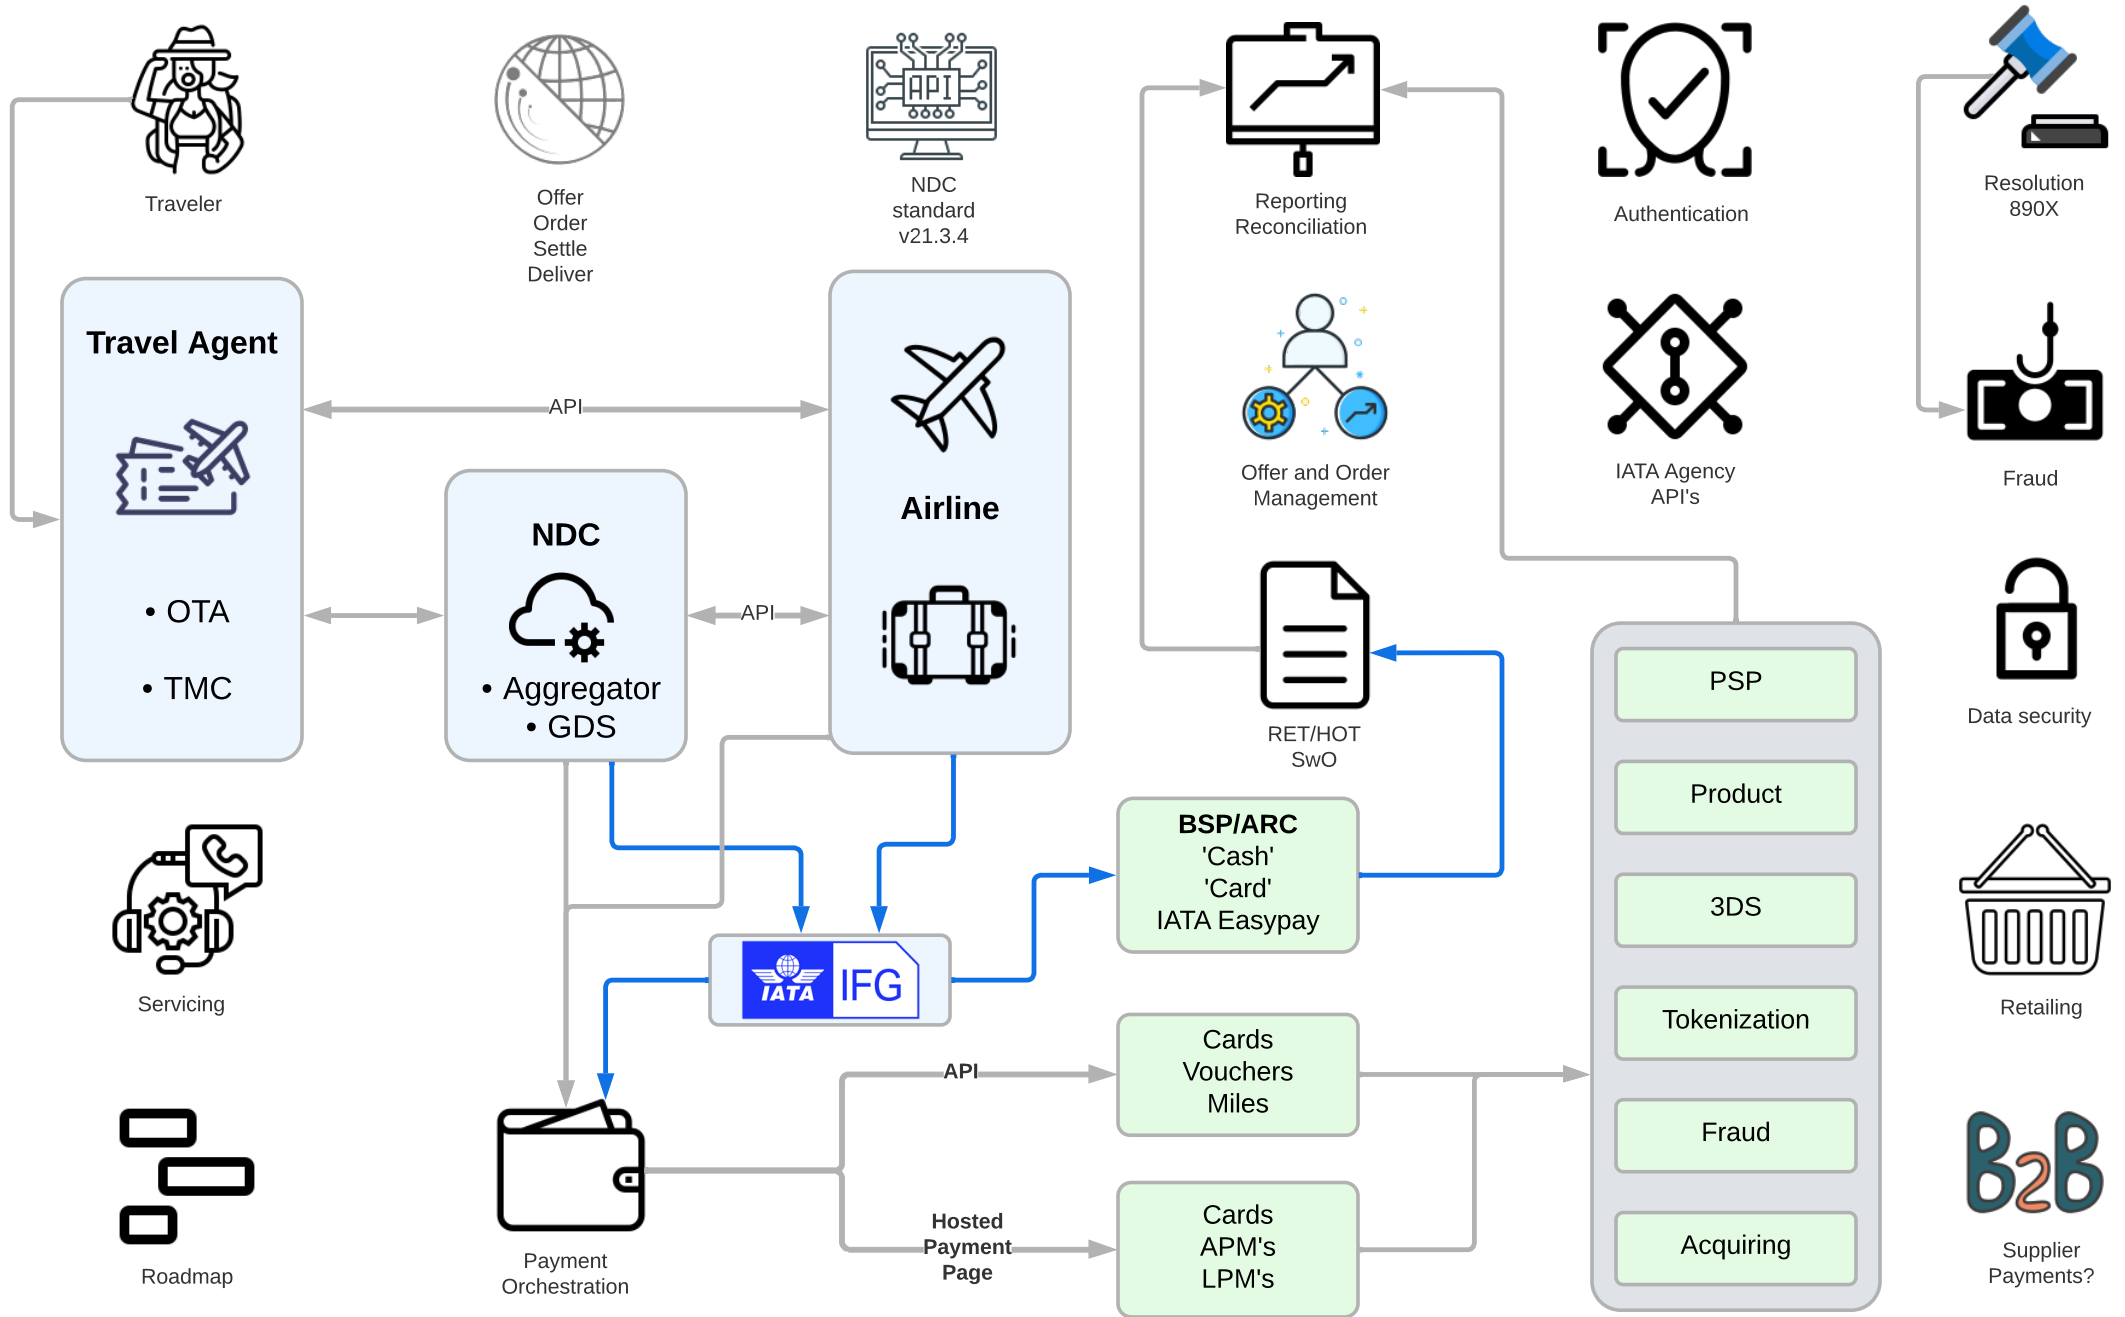 Traveler
Offer
Order
Settle
Deliver
API
NDC
standard
v21.3.4
Reporting
Reconciliation
Authentication
Resolution
890X
Travel Agent
• OTA
• TMC
API
NDC
• Aggregator
• GDS
API
Airline
Offer and Order
Management
IATA Agency
API's
Fraud
RET/HOT
SwO
Data security
BSP/ARC
'Cash'
'Card'
IATA Easypay
IATA
IFG
Cards
Vouchers
Miles
API
Hosted
Payment
Page
Cards
APM's
LPM's
PSP
Product
3DS
Tokenization
Fraud
Acquiring
Servicing
Roadmap
Payment
Orchestration
Retailing
B2B
Supplier
Payments?